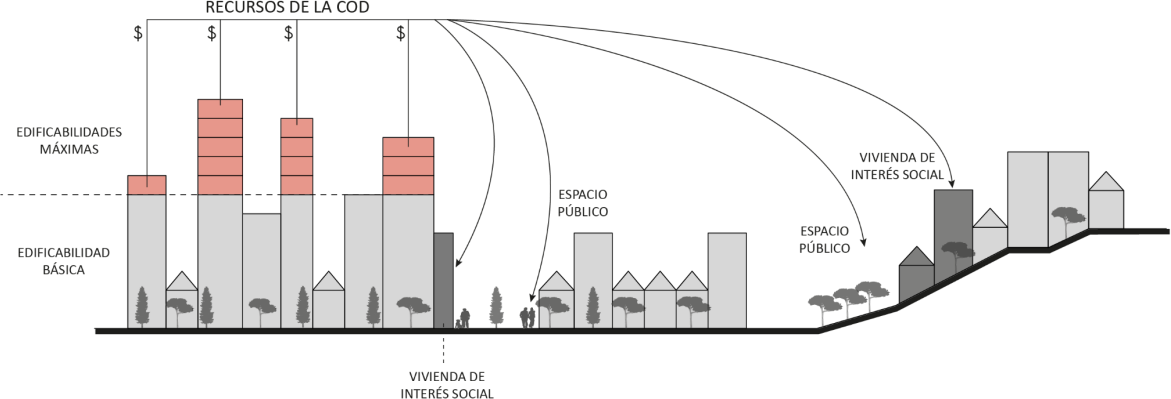 RECURSOS DE LA COD
$ $ $ $
EDIFICABILIDADES
MÁXIMAS
VIVIENDA DE
INTERÉS SOCIAL
ESPACIO
PÚBLICO
ESPACIO
PÚBLICO
EDIFICABILIDAD
BÁSICA
VIVIENDA DE
INTERÉS SOCIAL